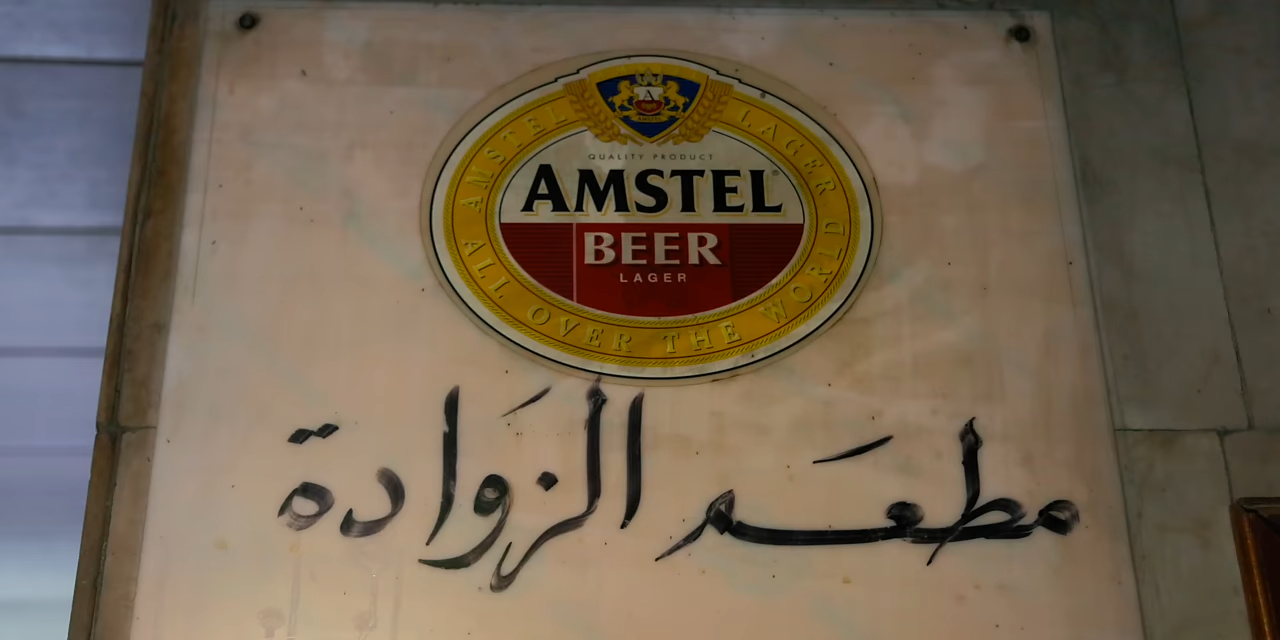 AMSTEL LAGER
QUALITY PRODUCT
AMSTEL
BEER
LAGER
ALL OVER THE WORLD
مطعم الزوادة